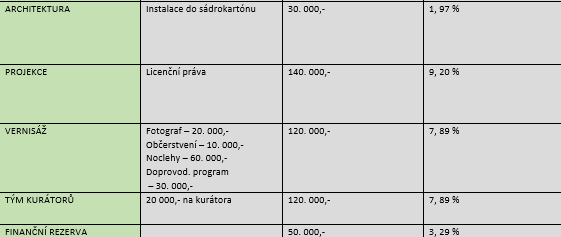 ARCHITEKTURA Instalace do sádrokartónu 30. 000,- 1, 97 %
PROJEKCE Licenční práva 140. 000,- 9, 20 %
VERNISÁŽ Fotograf – 20. 000,- 120. 000,- 7, 89 %
Občerstvení – 10. 000,-
Noclehy – 60. 000,-
Doprovod. program
– 30. 000,-
TÝM KURÁTORŮ 20 000,- na kurátora 120. 000,- 7, 89 %
FINANČNÍ REZERVA 50. 000,- 3, 29 %